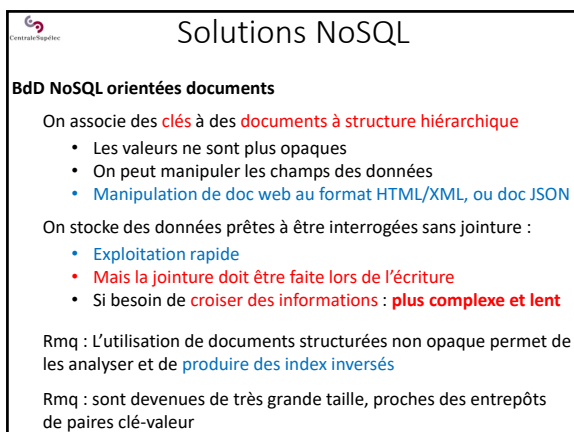 CentraleSupélec
Solutions NoSQL
BdD NoSQL orientées documents
On associe des clés à des documents à structure hiérarchique
• Les valeurs ne sont plus opaques
• On peut manipuler les champs des données
• Manipulation de doc web au format HTML/XML, ou doc JSON
On stocke des données prêtes à être interrogées sans jointure :
• Exploitation rapide
• Mais la jointure doit être faite lors de l'écriture
• Si besoin de croiser des informations : plus complexe et lent
Rmq : L'utilisation de documents structurées non opaque permet de
les analyser et de produire des index inversés
Rmq : sont devenues de très grande taille, proches des entrepôts
de paires clé-valeur